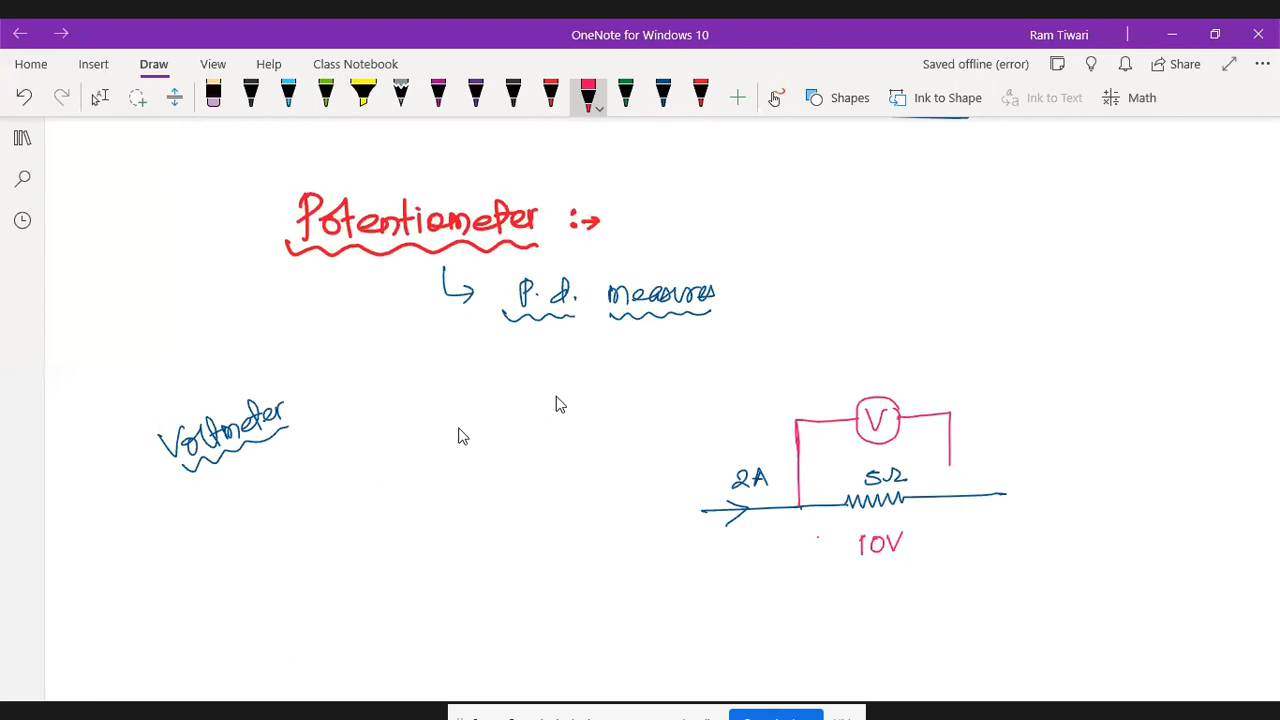 OneNote for Windows 10
Ram Tiwari
Home Insert Draw View Help Class Notebook
Saved offline (error)
Share
Shapes
Ink to Shape
Ink to Text
Math
Potentiometer :→
↳ P.d. measures
Voltmeter
V
2A
5Ω
10V